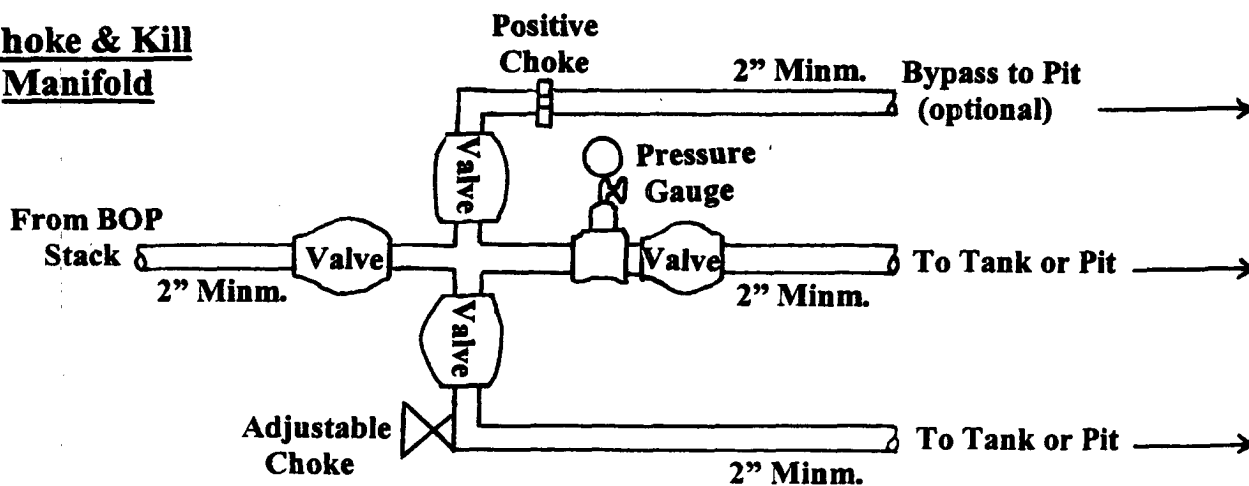 hoke & Kill
Manifold
Positive
Choke
2" Minm.
Bypass to Pit
(optional)
Valve
Pressure
Gauge
From BOP
Stack
Valve
Valve
To Tank or Pit
2" Minm.
2" Minm.
Valve
Adjustable
Choke
To Tank or Pit
2" Minm.